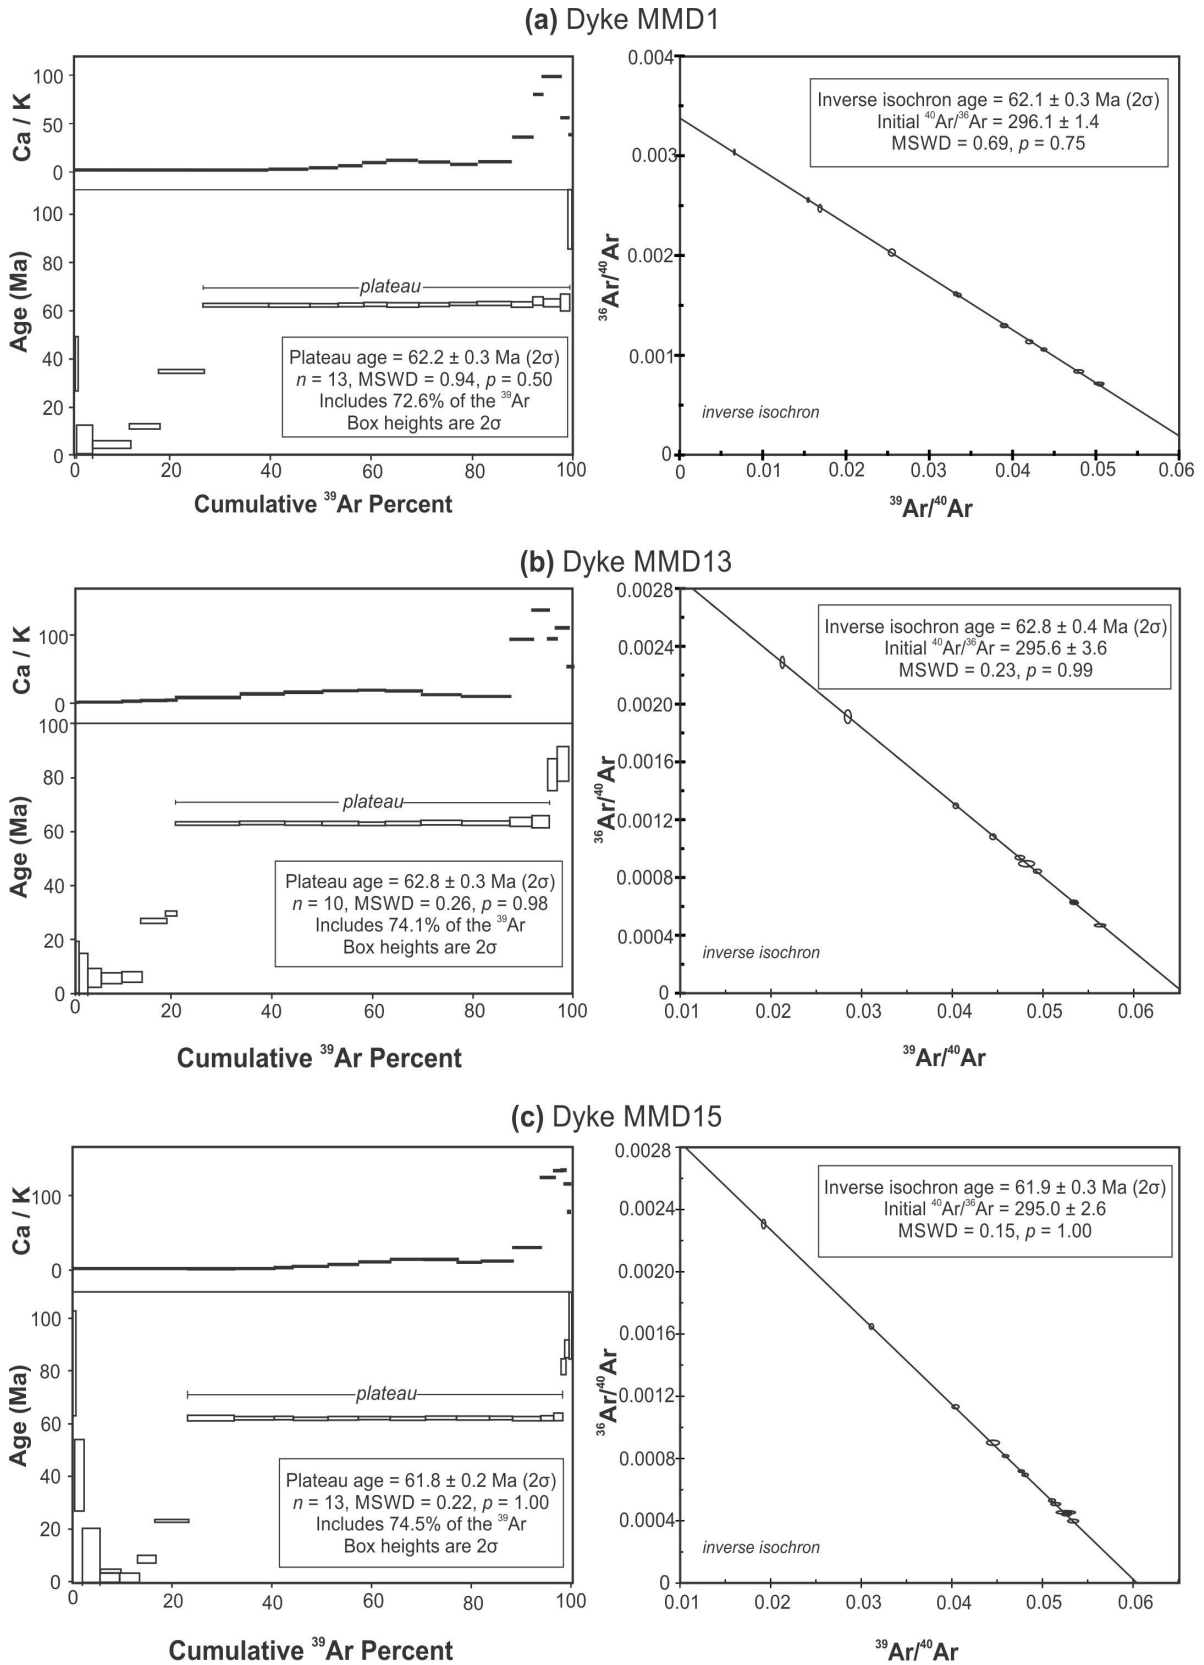 (a) Dyke MMD1
Ca / K
100
50
0
Age (Ma)
100
80
60
40
20
0
plateau
Plateau age = 62.2 ± 0.3 Ma (2σ)
n = 13, MSWD = 0.94, p = 0.50
Includes 72.6% of the ³⁹Ar
Box heights are 2σ
0 20 40 60 80 100
Cumulative ³⁹Ar Percent
³⁶Ar/⁴⁰Ar
0.004
0.003
0.002
0.001
0
Inverse isochron age = 62.1 ± 0.3 Ma (2σ)
Initial ⁴⁰Ar/³⁶Ar = 296.1 ± 1.4
MSWD = 0.69, p = 0.75
inverse isochron
0 0.01 0.02 0.03 0.04 0.05 0.06
³⁹Ar/⁴⁰Ar
(b) Dyke MMD13
Ca / K
100
0
Age (Ma)
100
80
60
40
20
0
plateau
Plateau age = 62.8 ± 0.3 Ma (2σ)
n = 10, MSWD = 0.26, p = 0.98
Includes 74.1% of the ³⁹Ar
Box heights are 2σ
0 20 40 60 80 100
Cumulative ³⁹Ar Percent
³⁶Ar/⁴⁰Ar
0.0028
0.0024
0.0020
0.0016
0.0012
0.0008
0.0004
0
Inverse isochron age = 62.8 ± 0.4 Ma (2σ)
Initial ⁴⁰Ar/³⁶Ar = 295.6 ± 3.6
MSWD = 0.23, p = 0.99
inverse isochron
0.01 0.02 0.03 0.04 0.05 0.06
³⁹Ar/⁴⁰Ar
(c) Dyke MMD15
Ca / K
100
0
Age (Ma)
100
80
60
40
20
0
plateau
Plateau age = 61.8 ± 0.2 Ma (2σ)
n = 13, MSWD = 0.22, p = 1.00
Includes 74.5% of the ³⁹Ar
Box heights are 2σ
0 20 40 60 80 100
Cumulative ³⁹Ar Percent
³⁶Ar/⁴⁰Ar
0.0028
0.0024
0.0020
0.0016
0.0012
0.0008
0.0004
0
Inverse isochron age = 61.9 ± 0.3 Ma (2σ)
Initial ⁴⁰Ar/³⁶Ar = 295.0 ± 2.6
MSWD = 0.15, p = 1.00
inverse isochron
0.01 0.02 0.03 0.04 0.05 0.06
³⁹Ar/⁴⁰Ar